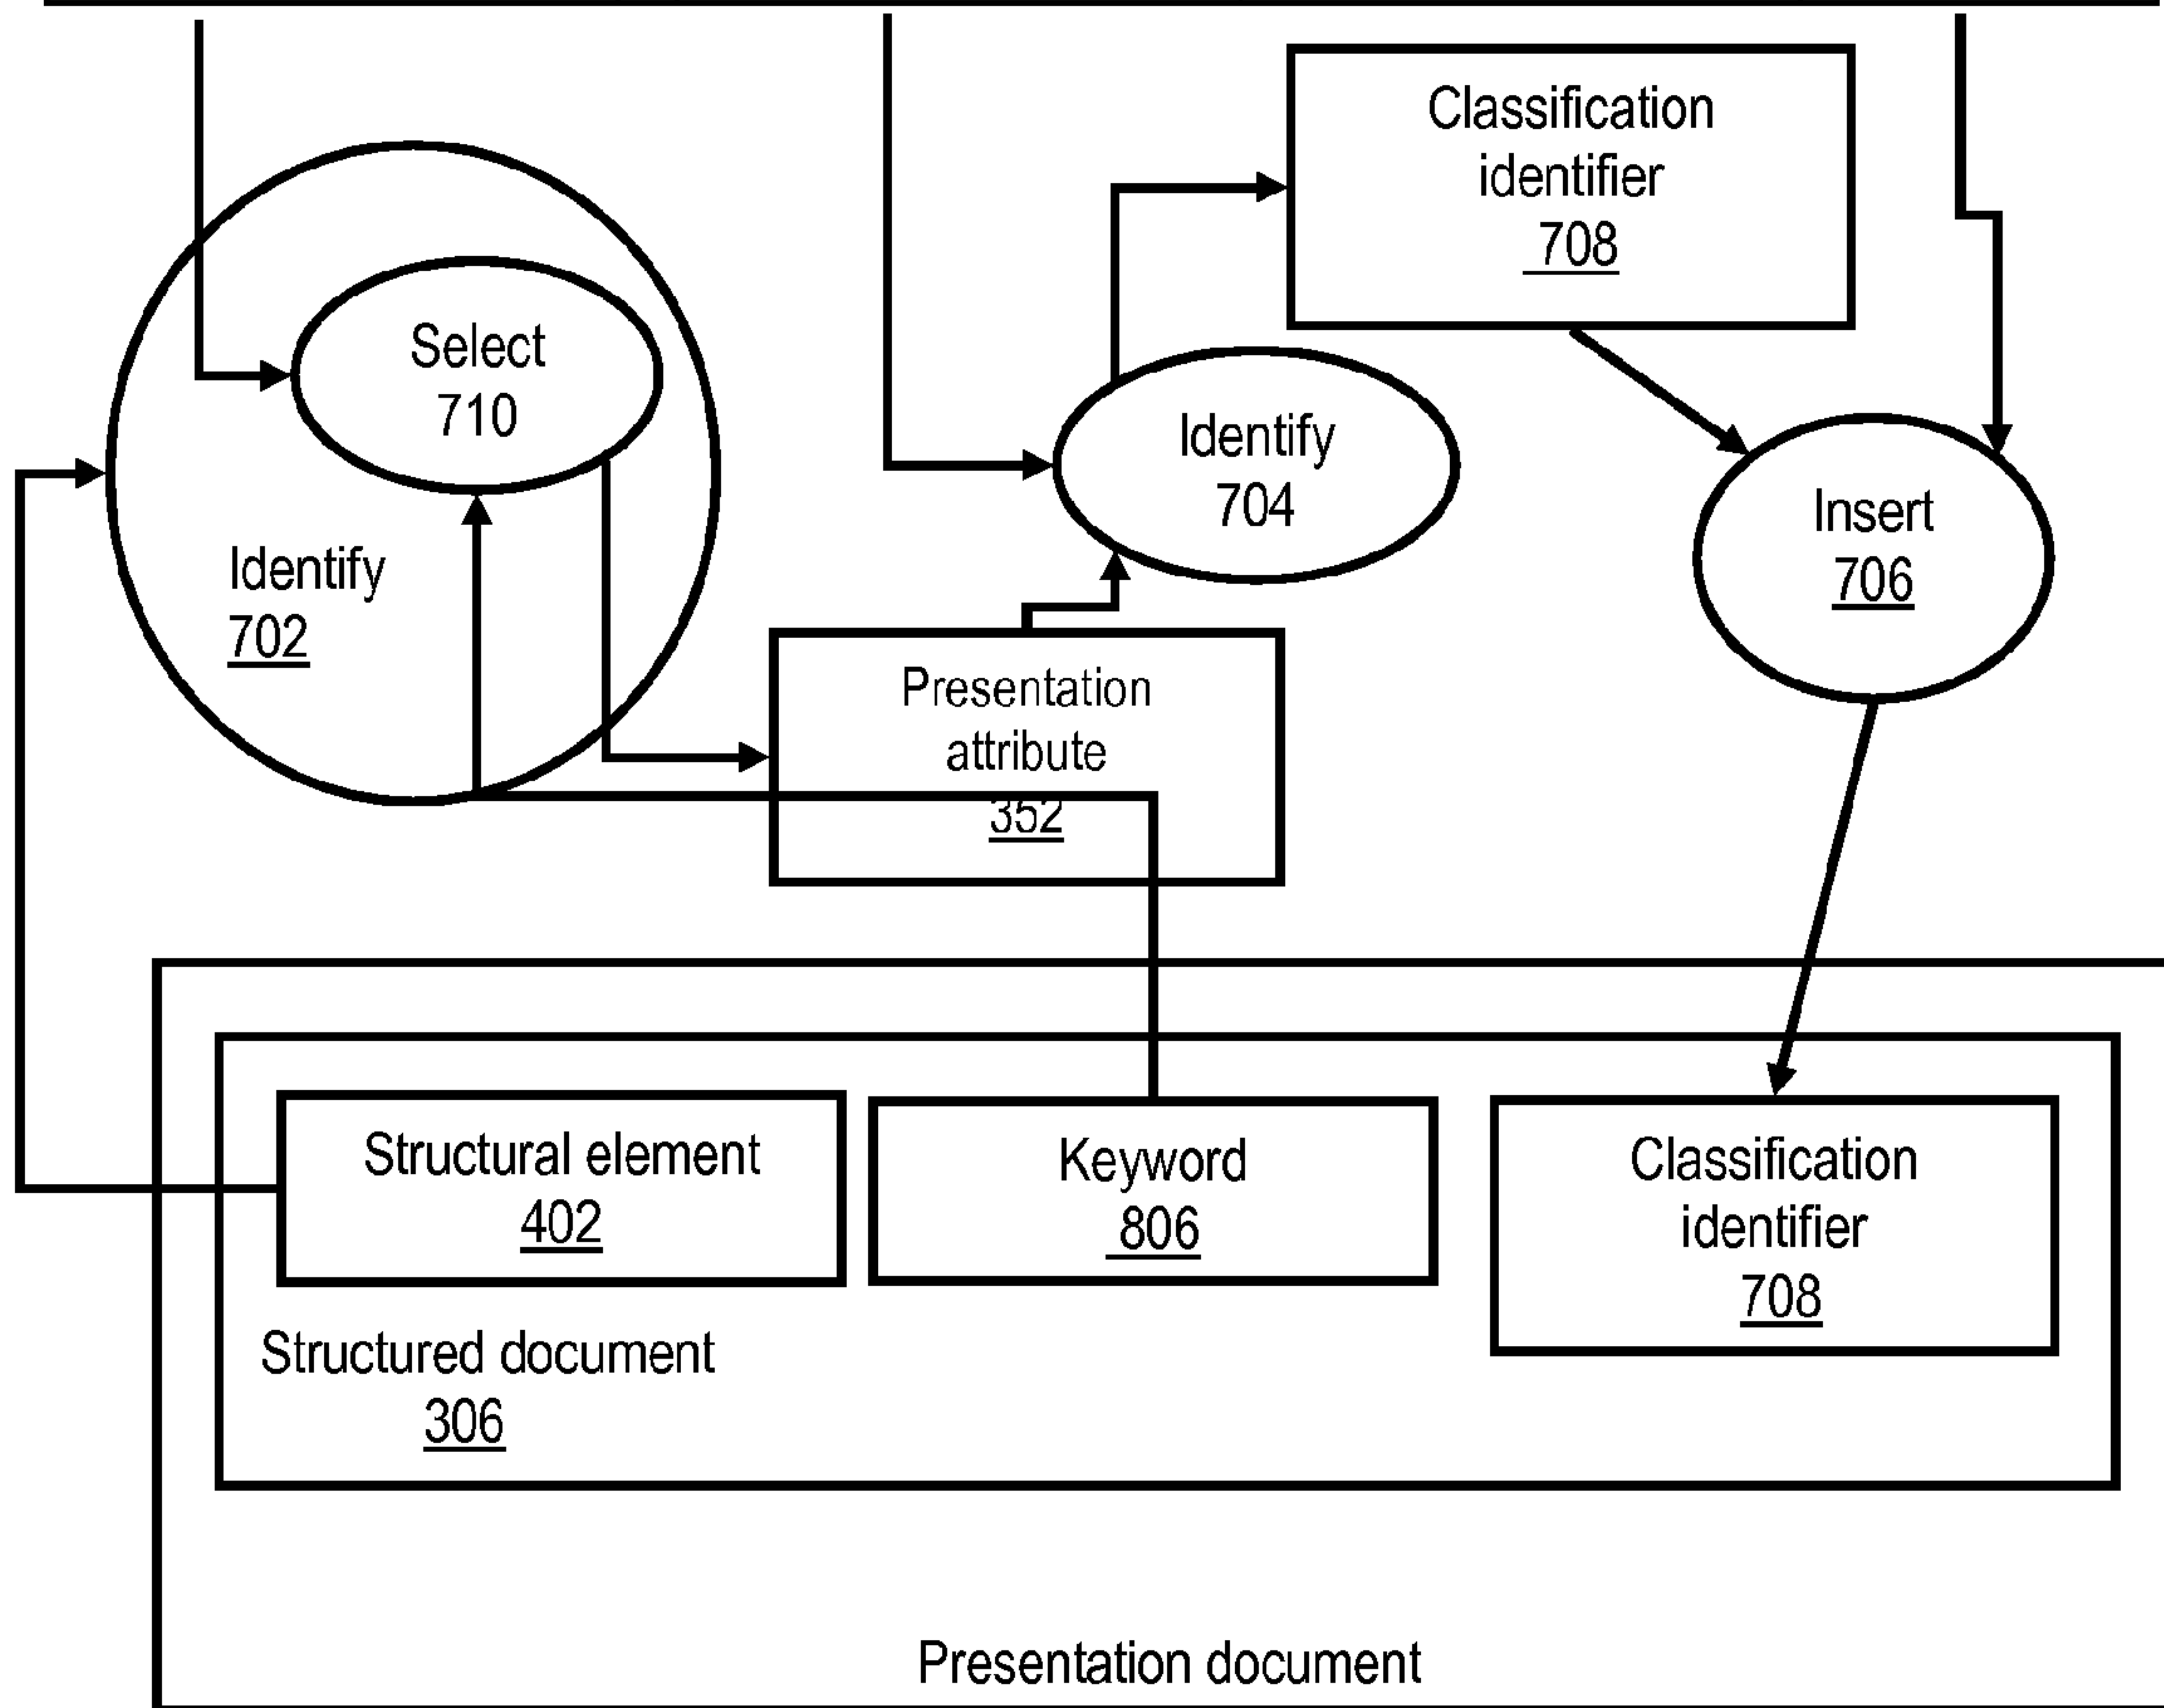 Classification
identifier
708
Select
710
Identify
704
Insert
706
Identify
702
Presentation
attribute
352
Structural element
402
Keyword
806
Classification
identifier
708
Structured document
306
Presentation document